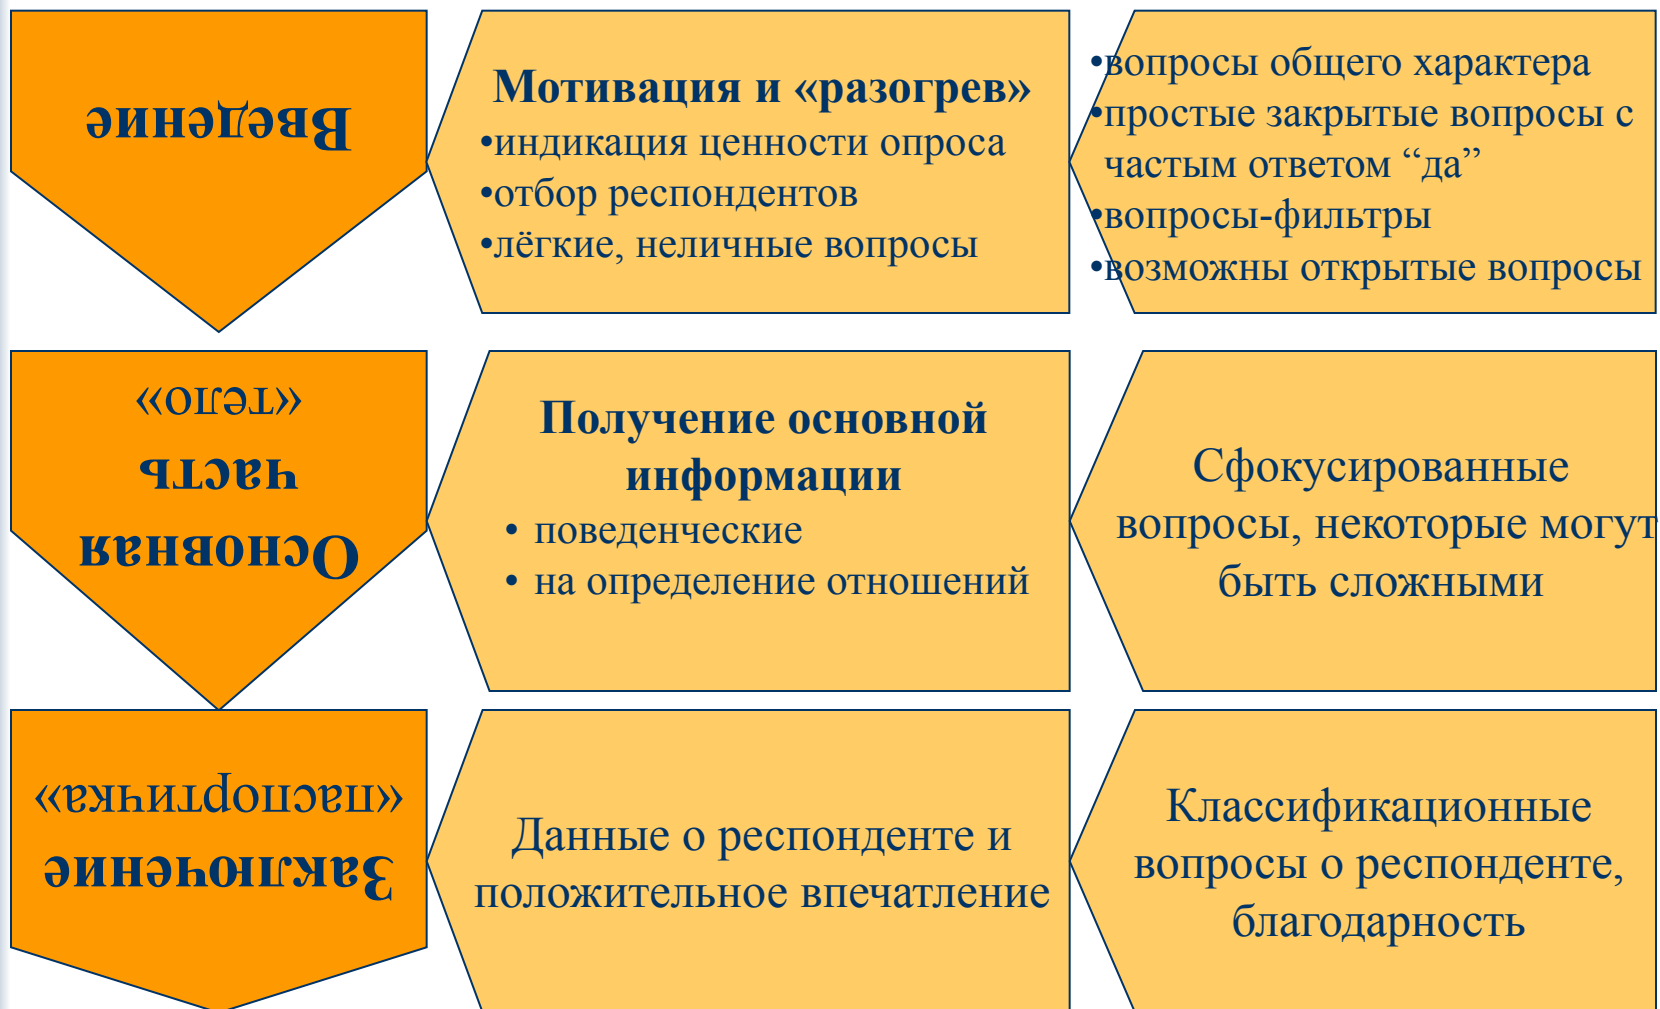 Введение
Мотивация и «разогрев»
•индикация ценности опроса
•отбор респондентов
•лёгкие, неличные вопросы
•вопросы общего характера
•простые закрытые вопросы с
частым ответом “да”
•вопросы-фильтры
•возможны открытые вопросы
Основная
часть
«тело»
Получение основной
информации
• поведенческие
• на определение отношений
Сфокусированные
вопросы, некоторые могут
быть сложными
Заключение
«паспортичка»
Данные о респонденте и
положительное впечатление
Классификационные
вопросы о респонденте,
благодарность